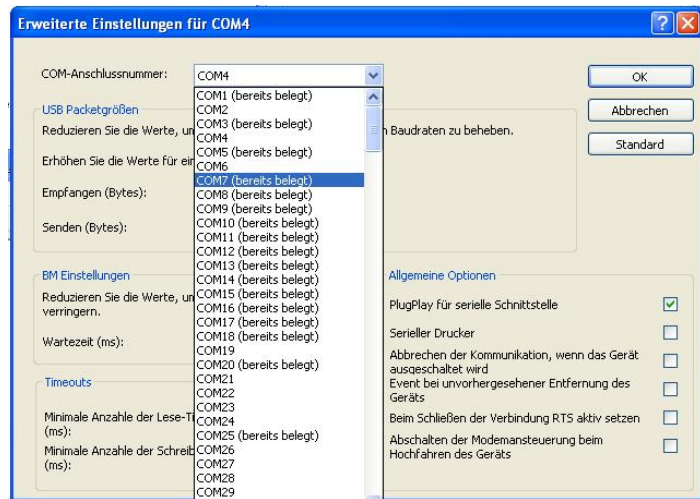 Erweiterte Einstellungen für COM4
COM-Anschlussnummer:
COM4
COM1 (bereits belegt)
COM2
COM3 (bereits belegt)
COM4
COM5 (bereits belegt)
COM6
COM7 (bereits belegt)
COM8 (bereits belegt)
COM9 (bereits belegt)
COM10 (bereits belegt)
COM11 (bereits belegt)
COM12 (bereits belegt)
COM13 (bereits belegt)
COM14 (bereits belegt)
COM15 (bereits belegt)
COM16 (bereits belegt)
COM17 (bereits belegt)
COM18 (bereits belegt)
COM19
COM20 (bereits belegt)
COM21
COM22
COM23
COM24
COM25 (bereits belegt)
COM26
COM27
COM28
COM29
OK
Abbrechen
Standard
USB Packetgrößen
Reduzieren Sie die Werte, un
n Baudraten zu beheben.
Erhöhen Sie die Werte für ei
Empfangen (Bytes):
Senden (Bytes):
BM Einstellungen
Reduzieren Sie die Werte, un
verringern.
Wartezeit (ms):
Timeouts
Minimale Anzahle der Lese-Ti
(ms):
Minimale Anzahle der Schreib
(ms):
Allgemeine Optionen
PlugPlay für serielle Schnittstelle
Serieller Drucker
Abbrechen der Kommunikation, wenn das Gerät
ausgeschaltet wird
Event bei unvorhergesehener Entfernung des
Geräts
Beim Schließen der Verbindung RTS aktiv setzen
Abschalten der Modemansteuerung beim
Hochfahren des Geräts